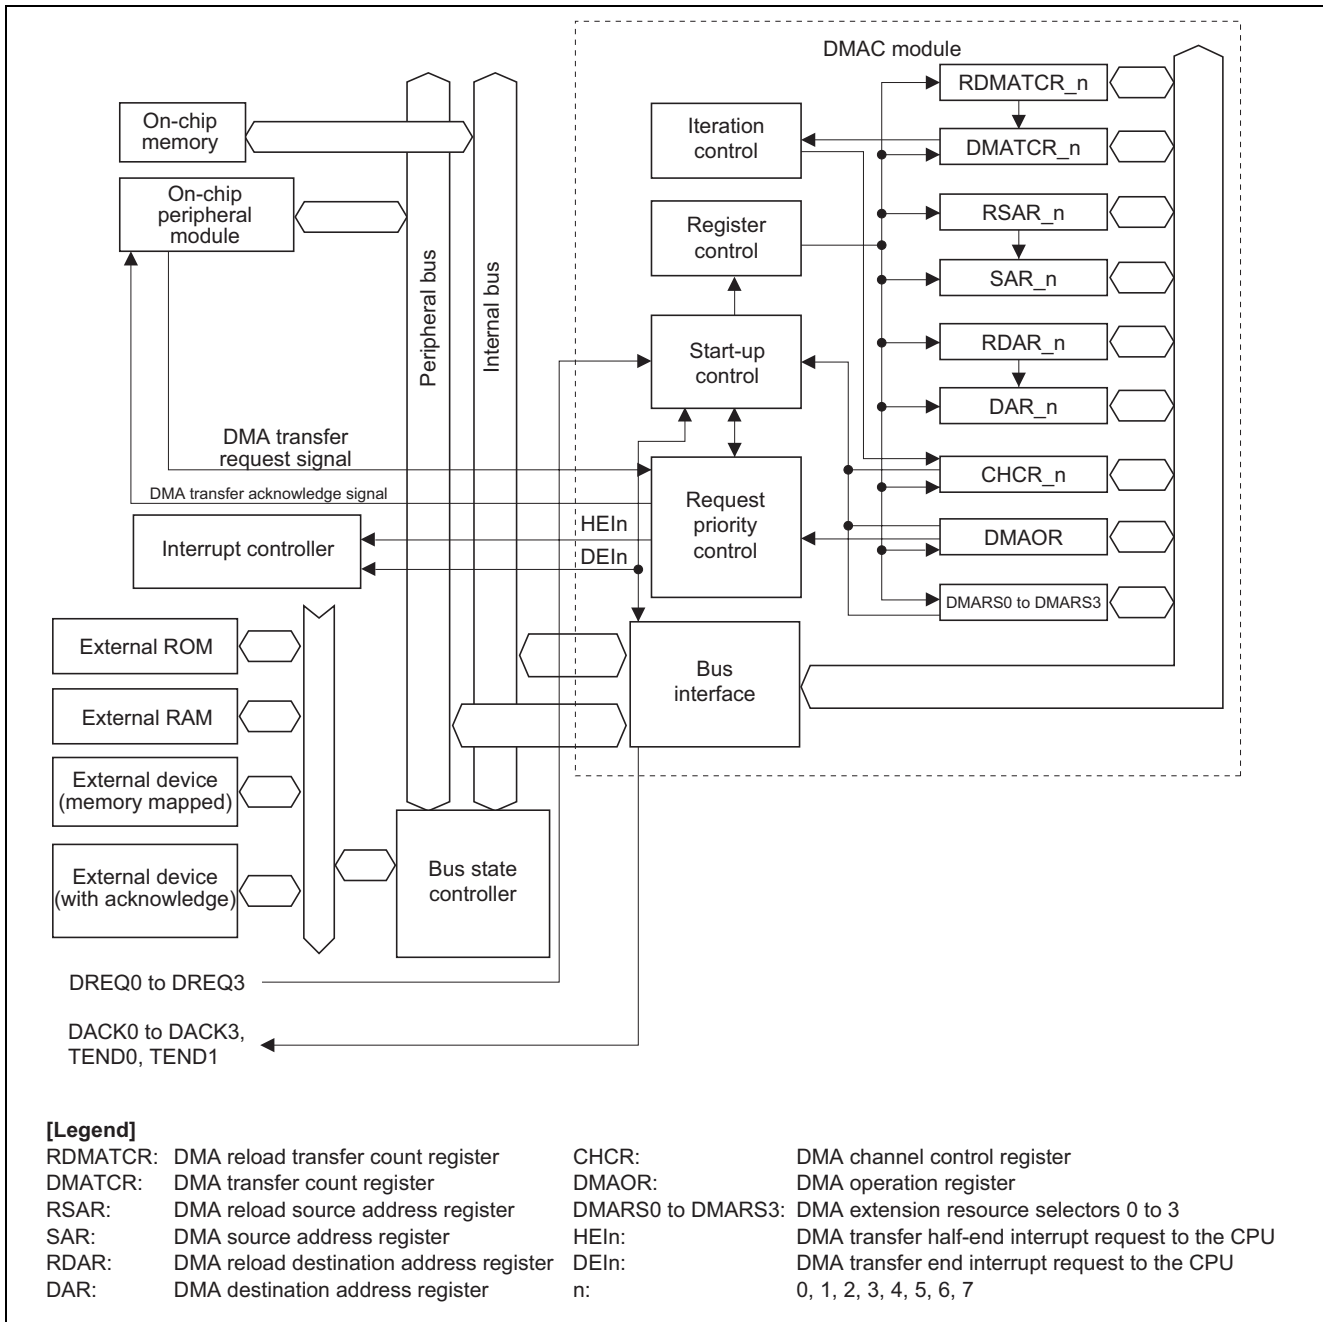 DMAC module
On-chip
memory
On-chip
peripheral
module
Peripheral bus
Internal bus
Iteration
control
Register
control
Start-up
control
Request
priority
control
Bus
interface
RDMATCR_n
DMATCR_n
RSAR_n
SAR_n
RDAR_n
DAR_n
CHCR_n
DMAOR
DMARS0 to DMARS3
DMA transfer
request signal
DMA transfer acknowledge signal
HEIn
DEIn
Interrupt controller
External ROM
External RAM
External device
(memory mapped)
External device
(with acknowledge)
Bus state
controller
DREQ0 to DREQ3
DACK0 to DACK3,
TEND0, TEND1
[Legend]
RDMATCR: DMA reload transfer count register
DMATCR: DMA transfer count register
RSAR: DMA reload source address register
SAR: DMA source address register
RDAR: DMA reload destination address register
DAR: DMA destination address register
CHCR: DMA channel control register
DMAOR: DMA operation register
DMARS0 to DMARS3: DMA extension resource selectors 0 to 3
HEIn: DMA transfer half-end interrupt request to the CPU
DEIn: DMA transfer end interrupt request to the CPU
n: 0, 1, 2, 3, 4, 5, 6, 7